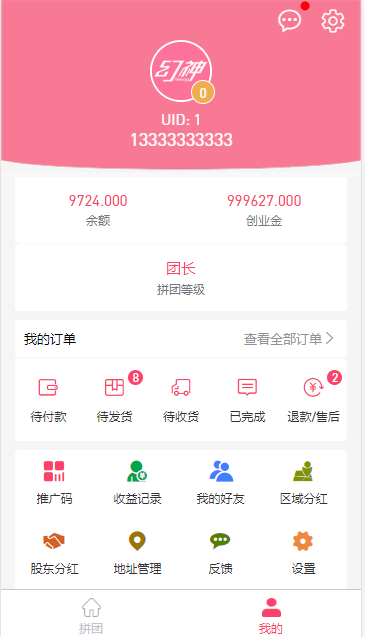 幻神
0
UID: 1
13333333333
9724.000 999627.000
余额 创业金
团长
拼团等级
我的订单 查看全部订单
8 2
待付款 待发货 待收货 已完成 退款/售后
推广码 收益记录 我的好友 区域分红
股东分红 地址管理 反馈 设置
拼团 我的